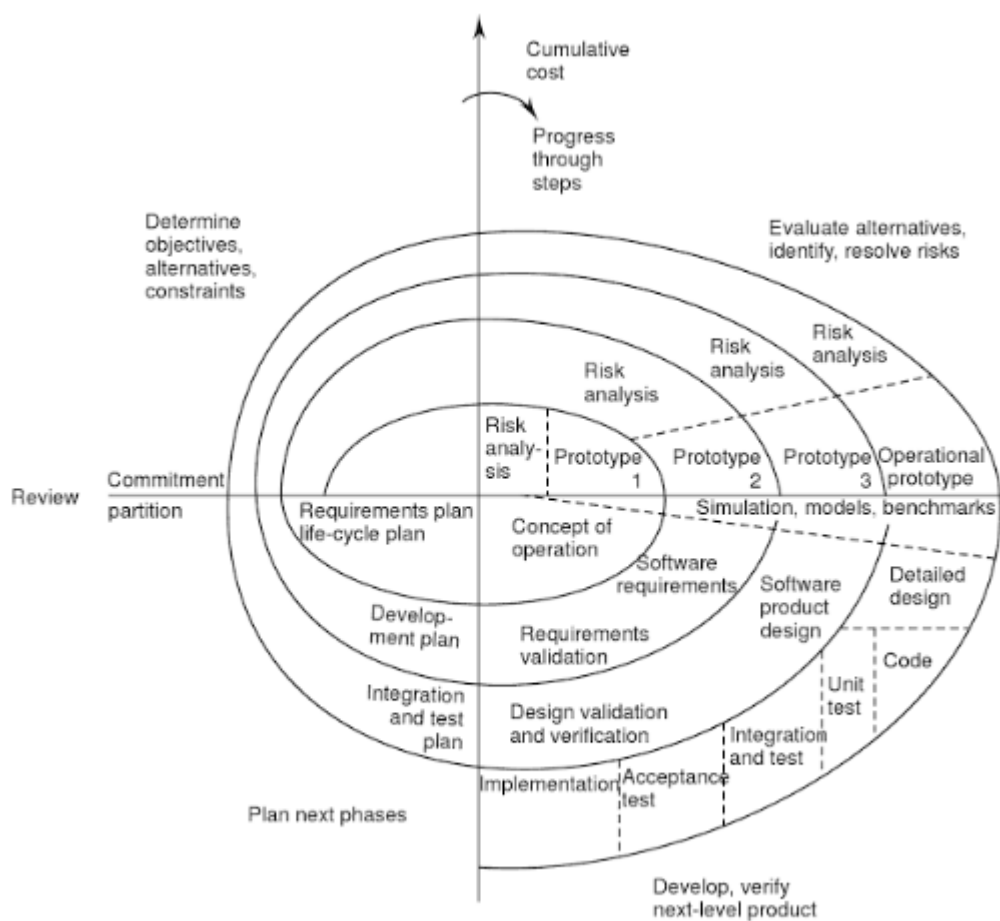 Cumulative
cost
Progress
through
steps
Determine
objectives,
alternatives,
constraints
Evaluate alternatives,
identify, resolve risks
Risk
analysis
Risk
analysis
Risk
analysis
Risk
analy-
sis
Prototype
1
Prototype
2
Prototype
3
Operational
prototype
Review
Commitment
partition
Simulation, models, benchmarks
Requirements plan
life-cycle plan
Concept of
operation
Software
requirements
Software
product
design
Detailed
design
Develop-
ment plan
Requirements
validation
Code
Unit
test
Integration
and test
plan
Design validation
and verification
Integration
and test
Implementation
Acceptance
test
Plan next phases
Develop, verify
next-level product